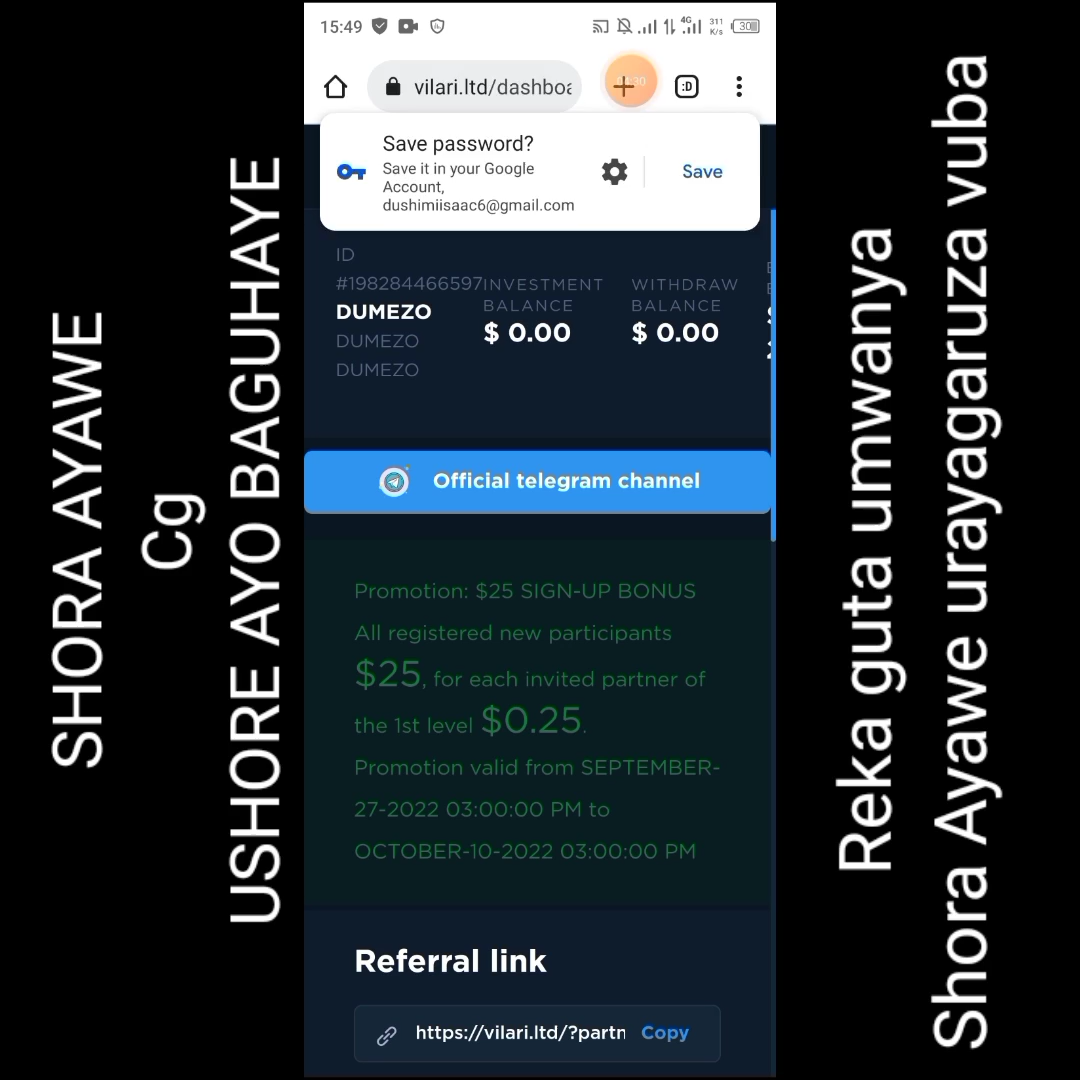 SHORA AYAWE
Cg
USHORE AYO BAGUHAYE
15:49
4G
311
K/s
30
vilari.ltd/dashboa
:D
Save password?
Save it in your Google
Account,
dushimiisaac6@gmail.com
Save
ID
#198284466597
DUMEZO
DUMEZO
DUMEZO
INVESTMENT
BALANCE
$ 0.00
WITHDRAW
BALANCE
$ 0.00
Official telegram channel
Promotion: $25 SIGN-UP BONUS
All registered new participants
$25, for each invited partner of
the 1st level $0.25.
Promotion valid from SEPTEMBER-
27-2022 03:00:00 PM to
OCTOBER-10-2022 03:00:00 PM
Referral link
https://vilari.ltd/?partn
Copy
Reka guta umwanya
Shora Ayawe urayagaruza vuba